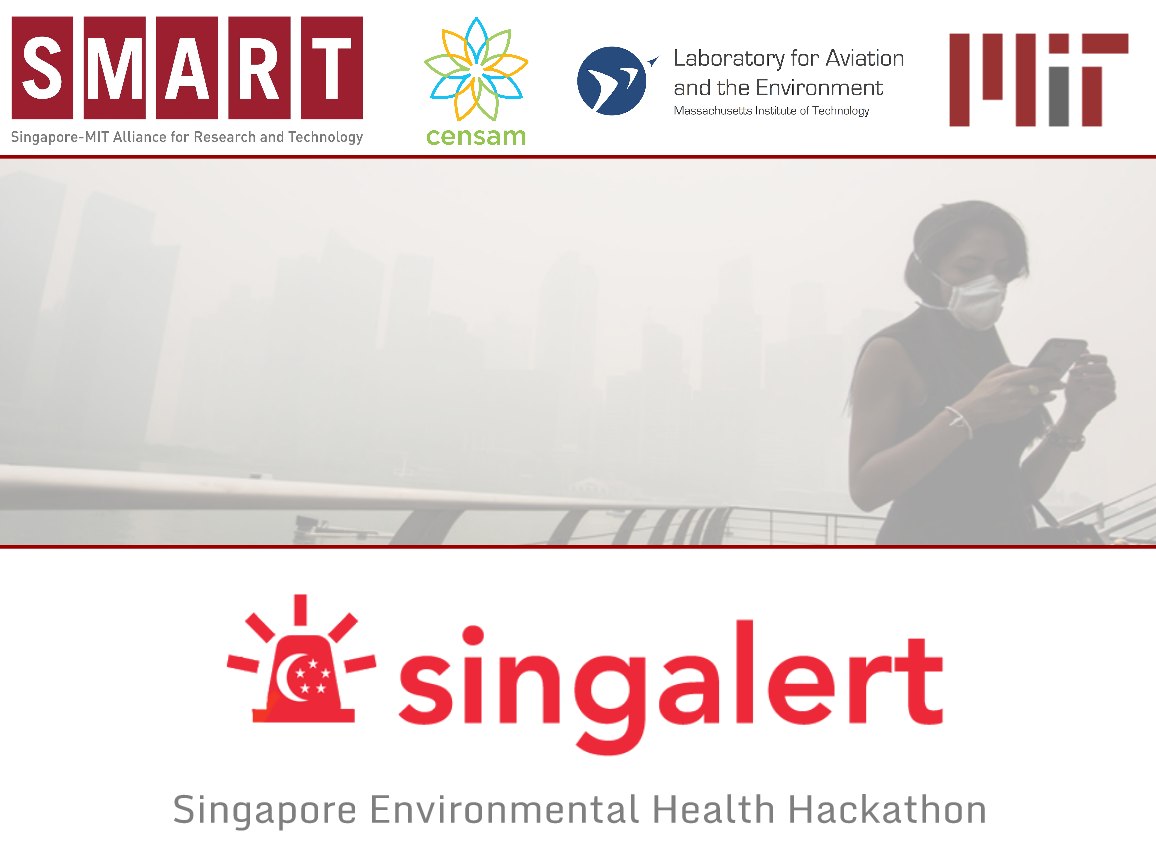 SMART
Singapore-MIT Alliance for Research and Technology
censam
Laboratory for Aviation
and the Environment
Massachusetts Institute of Technology
MiT
singalert
Singapore Environmental Health Hackathon